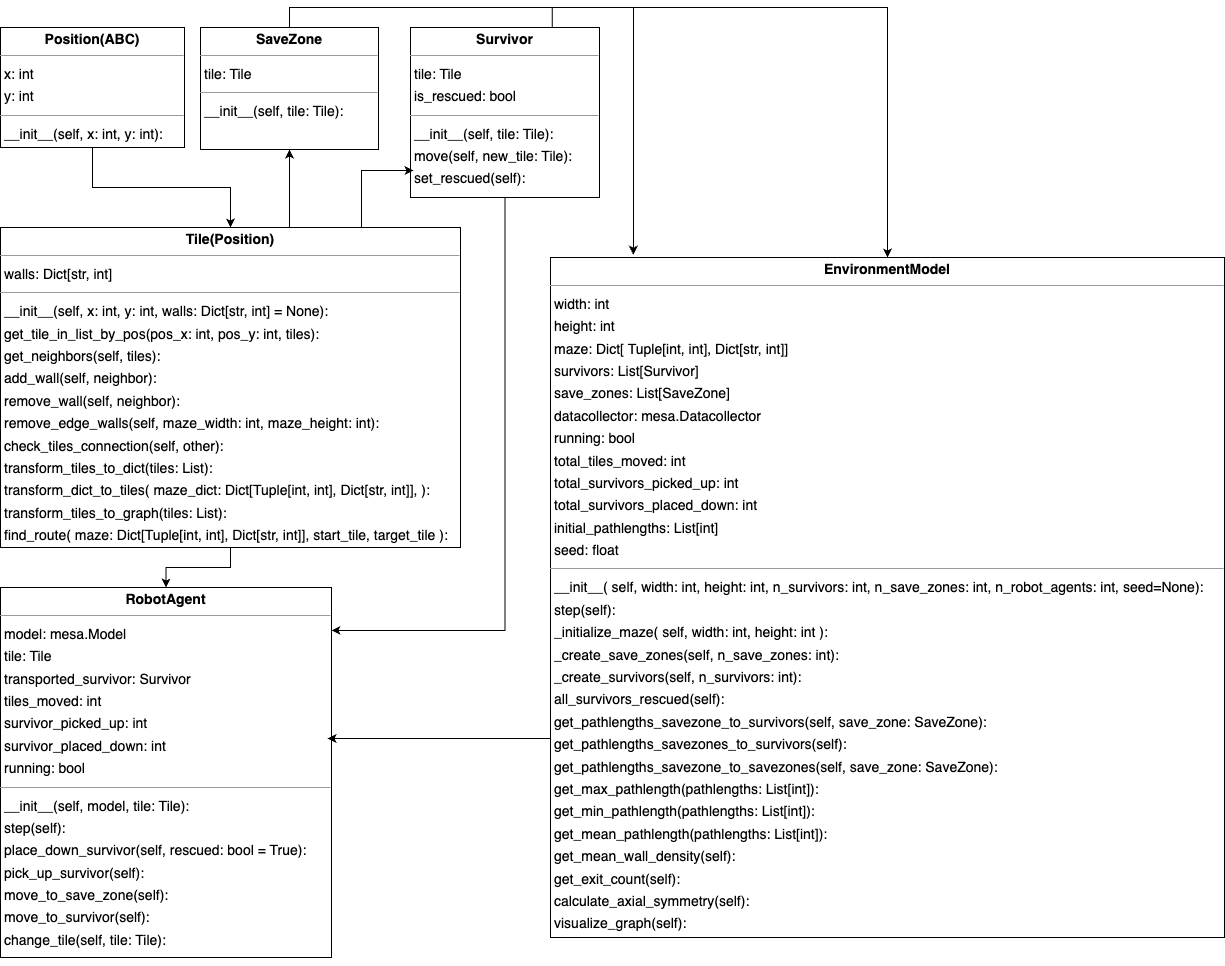 Position(ABC)
x: int
y: int
__init__(self, x: int, y: int):
SaveZone
tile: Tile
__init__(self, tile: Tile):
Survivor
tile: Tile
is_rescued: bool
__init__(self, tile: Tile):
move(self, new_tile: Tile):
set_rescued(self):
Tile(Position)
walls: Dict[str, int]
__init__(self, x: int, y: int, walls: Dict[str, int] = None):
get_tile_in_list_by_pos(pos_x: int, pos_y: int, tiles):
get_neighbors(self, tiles):
add_wall(self, neighbor):
remove_wall(self, neighbor):
remove_edge_walls(self, maze_width: int, maze_height: int):
check_tiles_connection(self, other):
transform_tiles_to_dict(tiles: List):
transform_dict_to_tiles( maze_dict: Dict[Tuple[int, int], Dict[str, int]], ):
transform_tiles_to_graph(tiles: List):
find_route( maze: Dict[Tuple[int, int], Dict[str, int]], start_tile, target_tile ):
RobotAgent
model: mesa.Model
tile: Tile
transported_survivor: Survivor
tiles_moved: int
survivor_picked_up: int
survivor_placed_down: int
running: bool
__init__(self, model, tile: Tile):
step(self):
place_down_survivor(self, rescued: bool = True):
pick_up_survivor(self):
move_to_save_zone(self):
move_to_survivor(self):
change_tile(self, tile: Tile):
EnvironmentModel
width: int
height: int
maze: Dict[ Tuple[int, int], Dict[str, int]]
survivors: List[Survivor]
save_zones: List[SaveZone]
datacollector: mesa.Datacollector
running: bool
total_tiles_moved: int
total_survivors_picked_up: int
total_survivors_placed_down: int
initial_pathlengths: List[int]
seed: float
__init__( self, width: int, height: int, n_survivors: int, n_save_zones: int, n_robot_agents: int, seed=None):
step(self):
_initialize_maze( self, width: int, height: int ):
_create_save_zones(self, n_save_zones: int):
_create_survivors(self, n_survivors: int):
all_survivors_rescued(self):
get_pathlengths_savezone_to_survivors(self, save_zone: SaveZone):
get_pathlengths_savezones_to_survivors(self):
get_pathlengths_savezone_to_savezones(self, save_zone: SaveZone):
get_max_pathlength(pathlengths: List[int]):
get_min_pathlength(pathlengths: List[int]):
get_mean_pathlength(pathlengths: List[int]):
get_mean_wall_density(self):
get_exit_count(self):
calculate_axial_symmetry(self):
visualize_graph(self):